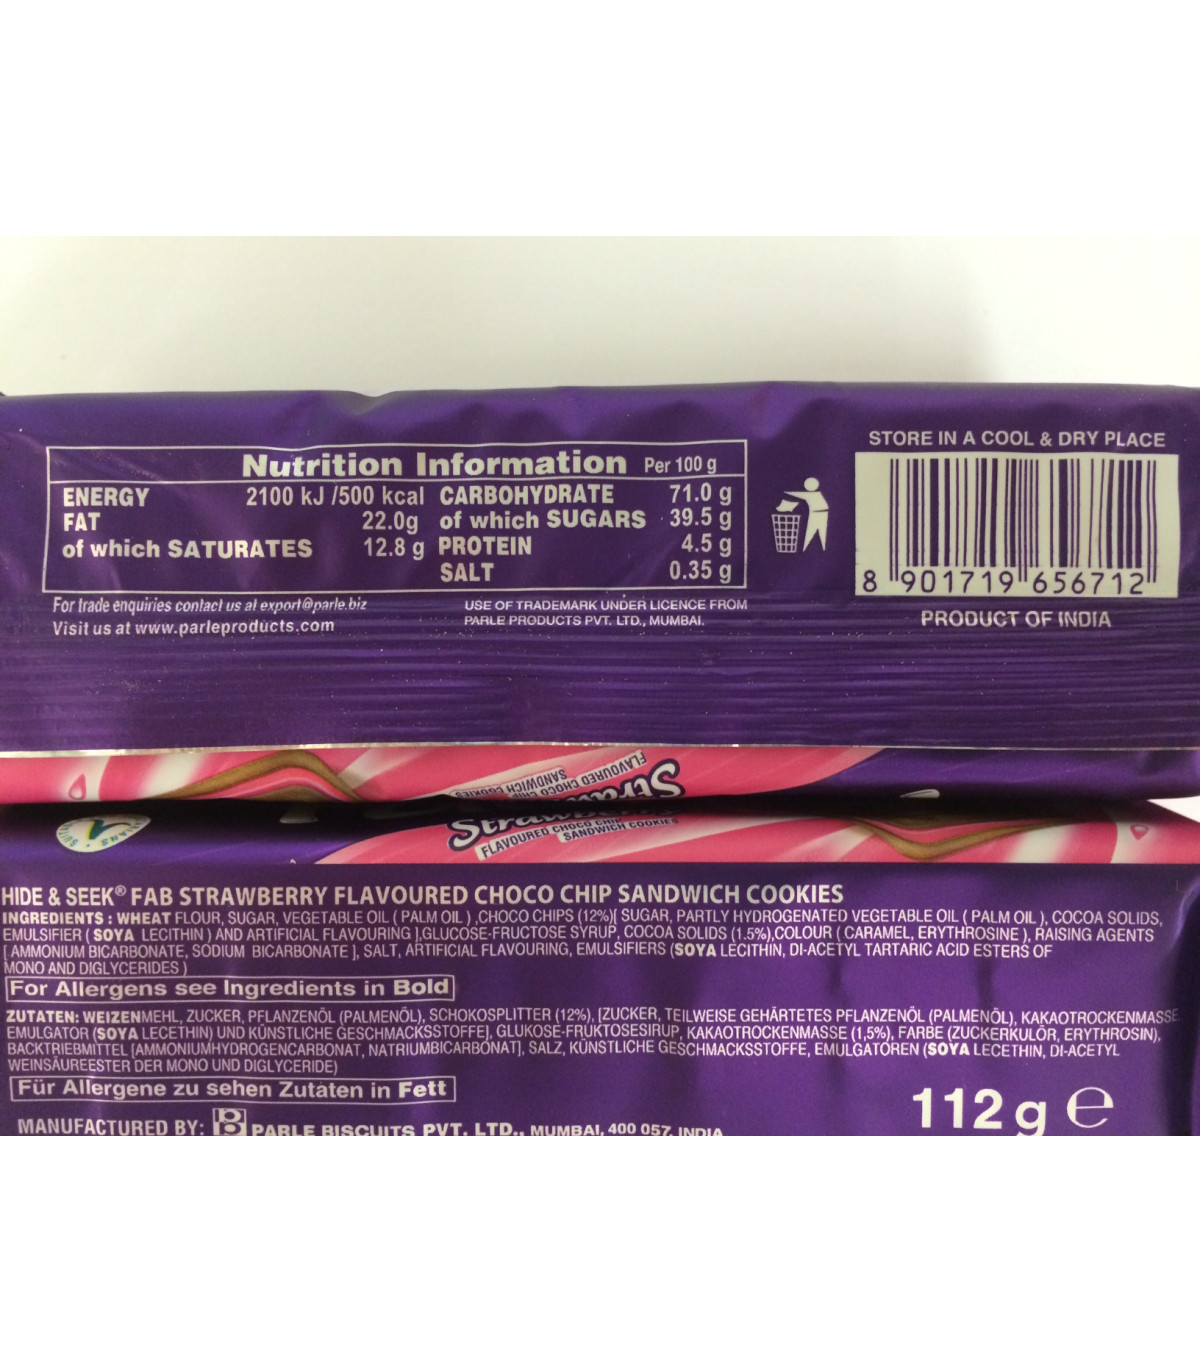 STORE IN A COOL & DRY PLACE
Nutrition Information Per 100 g
ENERGY 2100 kJ /500 kcal CARBOHYDRATE 71.0 g
FAT 22.0g of which SUGARS 39.5 g
of which SATURATES 12.8 g PROTEIN 4.5 g
SALT 0.35 g
8 901719 656712
For trade enquiries contact us at export@parle.biz
Visit us at www.parleproducts.com
USE OF TRADEMARK UNDER LICENCE FROM
PARLE PRODUCTS PVT. LTD., MUMBAI.
PRODUCT OF INDIA
FLAVOURED CHOCO CHIP
SANDWICH COOKIES
HIDE & SEEK® FAB STRAWBERRY FLAVOURED CHOCO CHIP SANDWICH COOKIES
INGREDIENTS : WHEAT FLOUR, SUGAR, VEGETABLE OIL ( PALM OIL ) ,CHOCO CHIPS (12%)[ SUGAR, PARTLY HYDROGENATED VEGETABLE OIL ( PALM OIL ), COCOA SOLIDS,
EMULSIFIER ( SOYA LECITHIN ) AND ARTIFICIAL FLAVOURING ],GLUCOSE-FRUCTOSE SYRUP, COCOA SOLIDS (1.5%),COLOUR ( CARAMEL, ERYTHROSINE ), RAISING AGENTS
[ AMMONIUM BICARBONATE, SODIUM BICARBONATE ], SALT, ARTIFICIAL FLAVOURING, EMULSIFIERS (SOYA LECITHIN, DI-ACETYL TARTARIC ACID ESTERS OF
MONO AND DIGLYCERIDES )
For Allergens see Ingredients in Bold
ZUTATEN: WEIZENMEHL, ZUCKER, PFLANZENÖL (PALMENÖL), SCHOKOSPLITTER (12%), [ZUCKER, TEILWEISE GEHÄRTETES PFLANZENÖL (PALMENÖL), KAKAOTROCKENMASSE
EMULGATOR (SOYA LECETHIN) UND KÜNSTLICHE GESCHMACKSSTOFFE], GLUKOSE-FRUKTOSESIRUP, KAKAOTROCKENMASSE (1,5%), FARBE (ZUCKERKULÖR, ERYTHROSIN),
BACKTRIEBMITTEL [AMMONIUMHYDROGENCARBONAT, NATRIUMBICARBONAT], SALZ, KÜNSTLICHE GESCHMACKSSTOFFE, EMULGATOREN (SOYA LECETHIN, DI-ACETYL
WEINSÄUREESTER DER MONO UND DIGLYCERIDE)
Für Allergene zu sehen Zutaten in Fett
112 g e
MANUFACTURED BY: PARLE BISCUITS PVT. LTD., MUMBAI, 400 057, INDIA